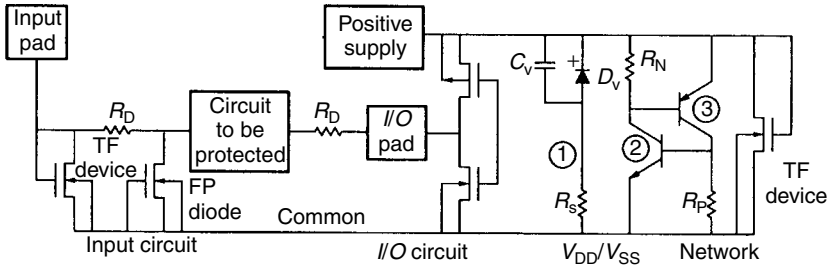 Input
pad
Positive
supply
C_v
+
D_v
R_N
③
R_D
Circuit
to be
protected
R_D
I/O
pad
TF
device
①
②
TF
device
FP
diode
R_s
R_P
Common
Input circuit
I/O circuit
V_DD/V_SS
Network